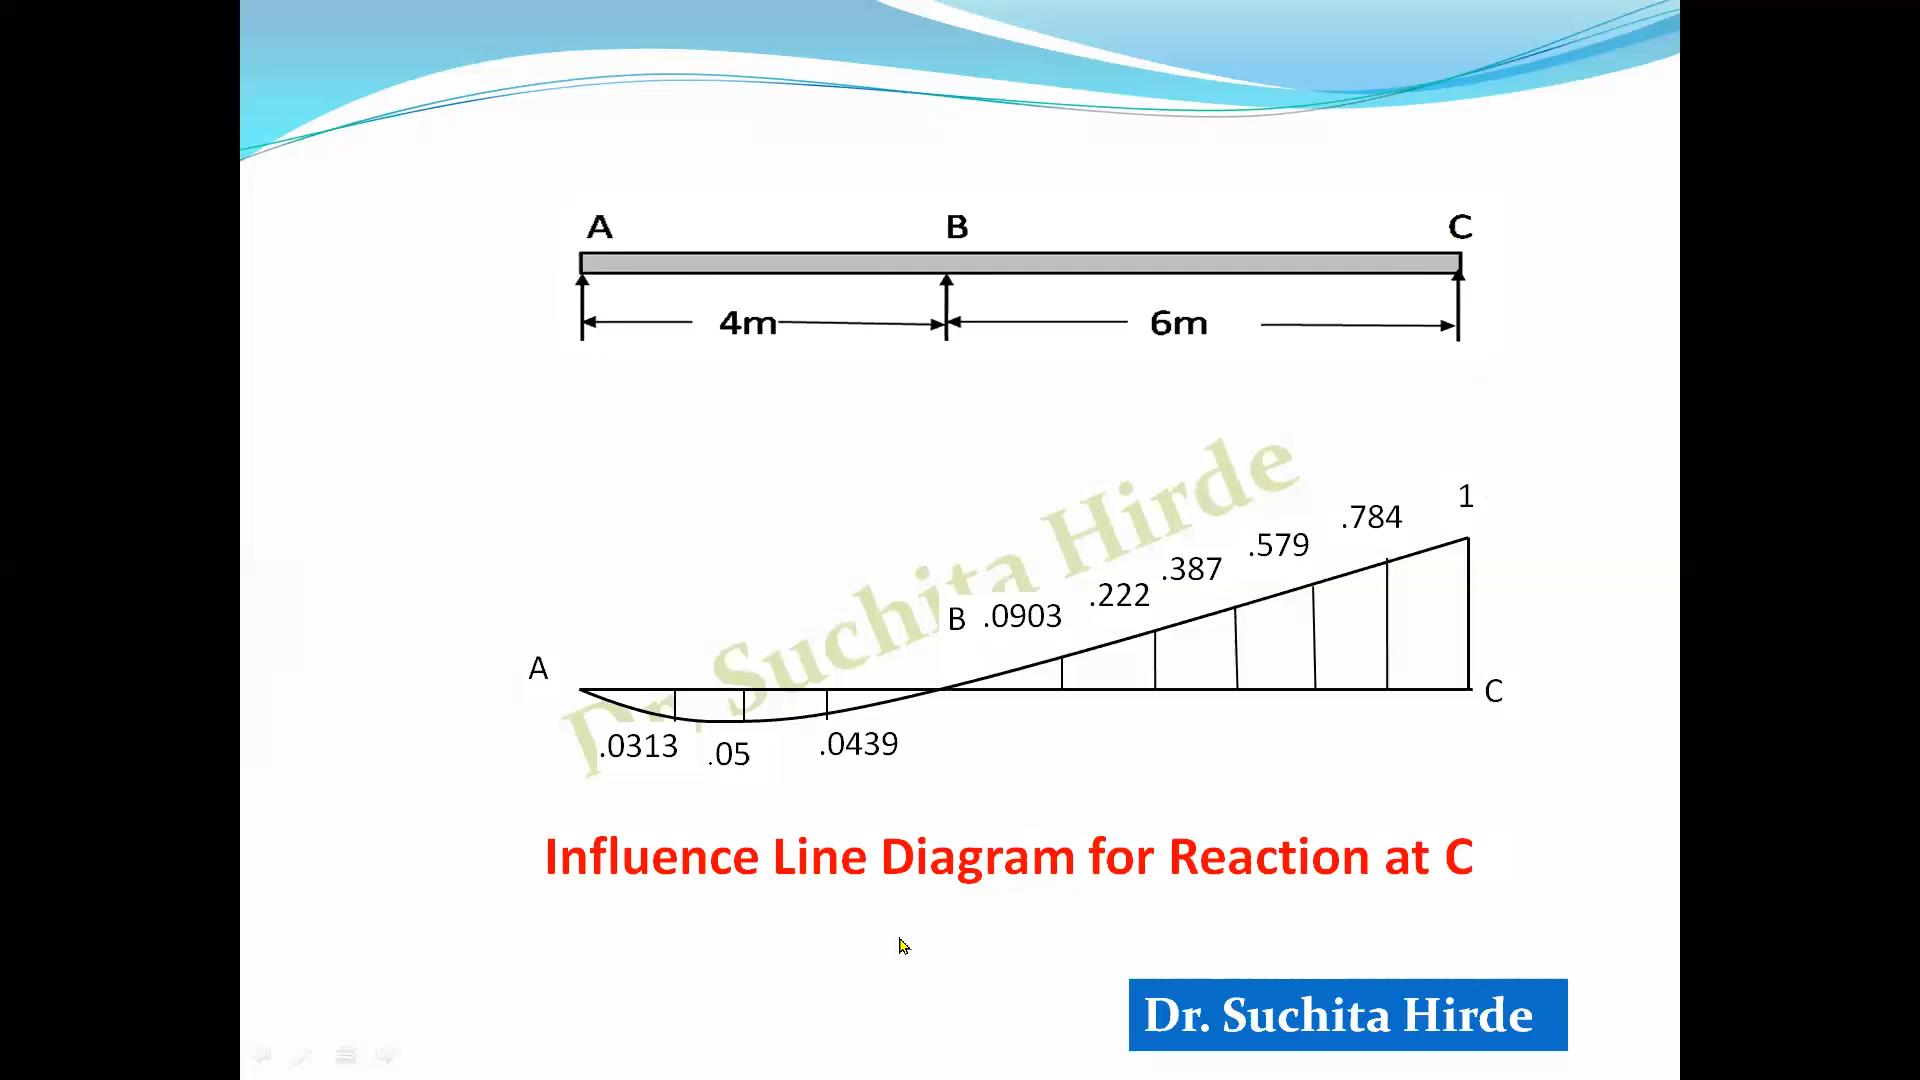 A B C
4m 6m
Dr. Suchita Hirde
1
.784
.579
.387
.222
B .0903
A
C
.0313 .05 .0439
Influence Line Diagram for Reaction at C
Dr. Suchita Hirde